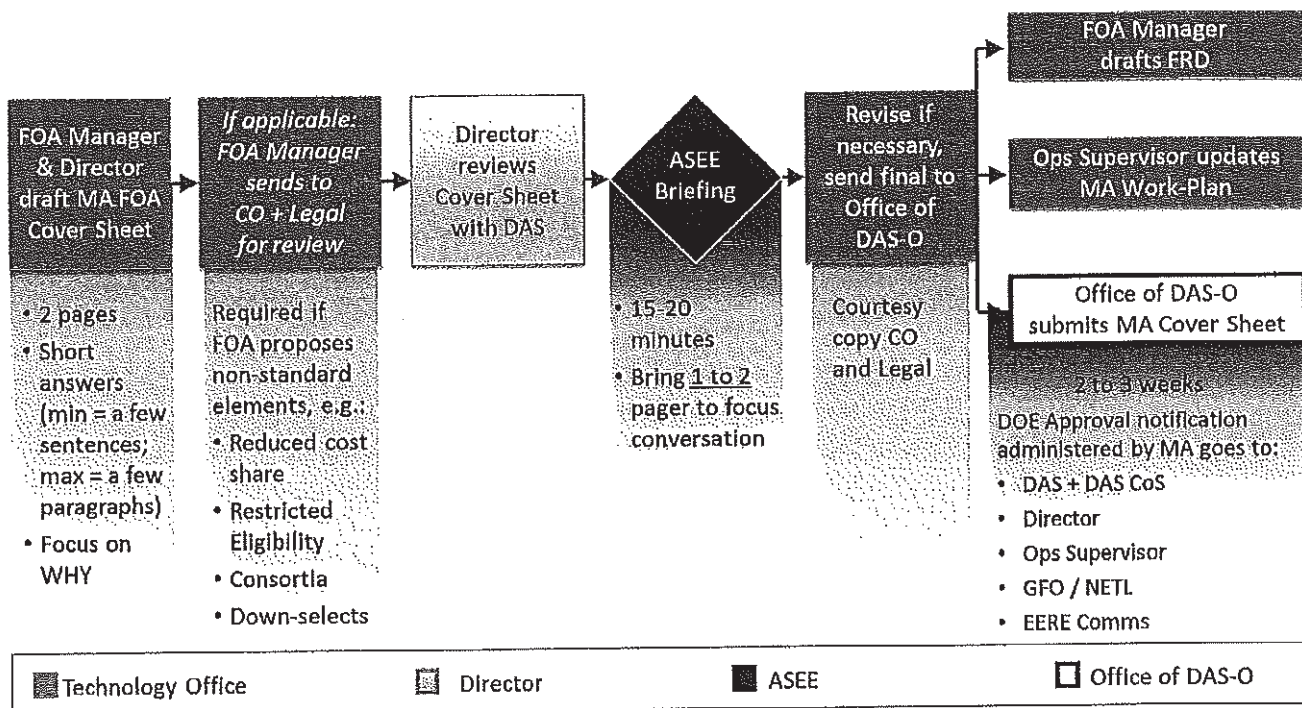 FOA Manager
& Director
draft MA FOA
Cover Sheet
• 2 pages
• Short
answers
(min = a few
sentences;
max = a few
paragraphs)
• Focus on
WHY
If applicable:
FOA Manager
sends to
CO + Legal
for review
Required if
FOA proposes
non-standard
elements, e.g.:
• Reduced cost
share
• Restricted
Eligibility
• Consortia
• Down-selects
Director
reviews
Cover Sheet
with DAS
ASEE
Briefing
• 15-20
minutes
• Bring 1 to 2
pager to focus
conversation
Revise if
necessary,
send final to
Office of
DAS-O
Courtesy
copy CO
and Legal
FOA Manager
drafts FRD
Ops Supervisor updates
MA Work-Plan
Office of DAS-O
submits MA Cover Sheet
2 to 3 weeks
DOE Approval notification
administered by MA goes to:
• DAS + DAS CoS
• Director
• Ops Supervisor
• GFO / NETL
• EERE Comms
Technology Office
Director
ASEE
Office of DAS-O